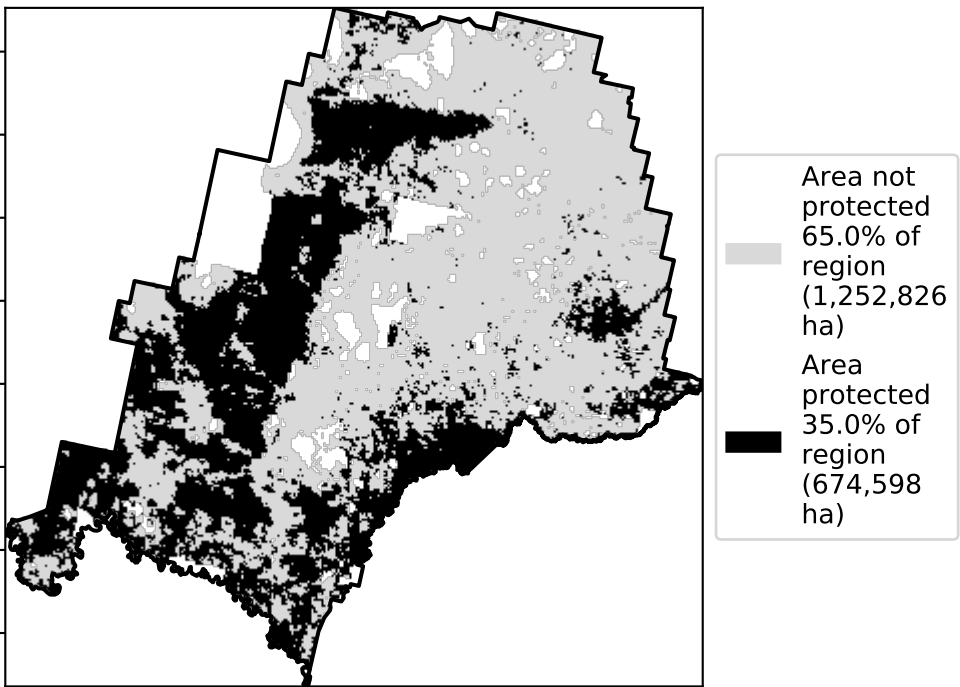 Area not
protected
65.0% of
region
(1,252,826
ha)
Area
protected
35.0% of
region
(674,598
ha)